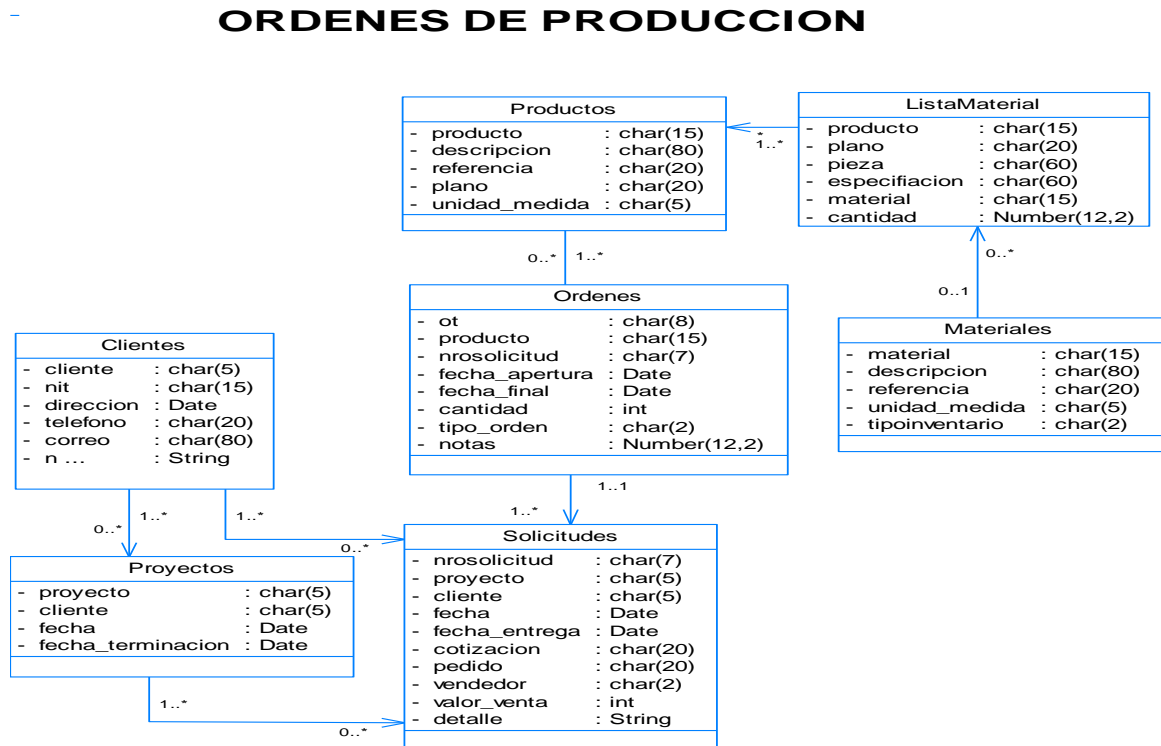 ORDENES DE PRODUCCION
Productos
- producto : char(15)
- descripcion : char(80)
- referencia : char(20)
- plano : char(20)
- unidad_medida : char(5)
*
1..*
ListaMaterial
- producto : char(15)
- plano : char(20)
- pieza : char(60)
- especifiacion : char(60)
- material : char(15)
- cantidad : Number(12,2)
0..*
1..*
0..*
0..1
Ordenes
- ot : char(8)
- producto : char(15)
- nrosolicitud : char(7)
- fecha_apertura : Date
- fecha_final : Date
- cantidad : int
- tipo_orden : char(2)
- notas : Number(12,2)
Materiales
- material : char(15)
- descripcion : char(80)
- referencia : char(20)
- unidad_medida : char(5)
- tipoinventario : char(2)
Clientes
- cliente : char(5)
- nit : char(15)
- direccion : Date
- telefono : char(20)
- correo : char(80)
- n ... : String
1..1
1..*
0..*
1..*
1..*
0..*
Proyectos
- proyecto : char(5)
- cliente : char(5)
- fecha : Date
- fecha_terminacion : Date
Solicitudes
- nrosolicitud : char(7)
- proyecto : char(5)
- cliente : char(5)
- fecha : Date
- fecha_entrega : Date
- cotizacion : char(20)
- pedido : char(20)
- vendedor : char(2)
- valor_venta : int
- detalle : String
1..*
0..*